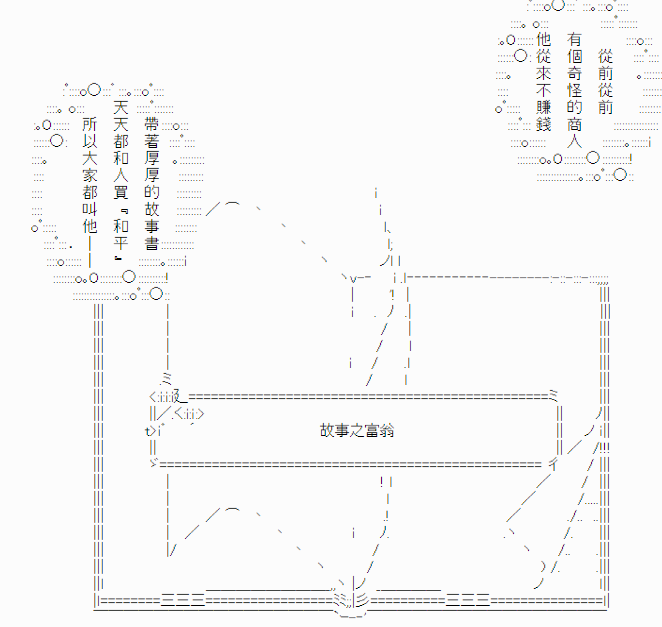 從前從前
有個奇怪的商人
他從來不賺錢
帶著厚厚的故事書
天天都和人買『和平』
所以大家都叫他——
故事之富翁